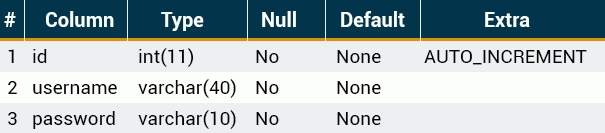 # Column Type Null Default Extra
1 id int(11) No None AUTO_INCREMENT
2 username varchar(40) No None
3 password varchar(10) No None